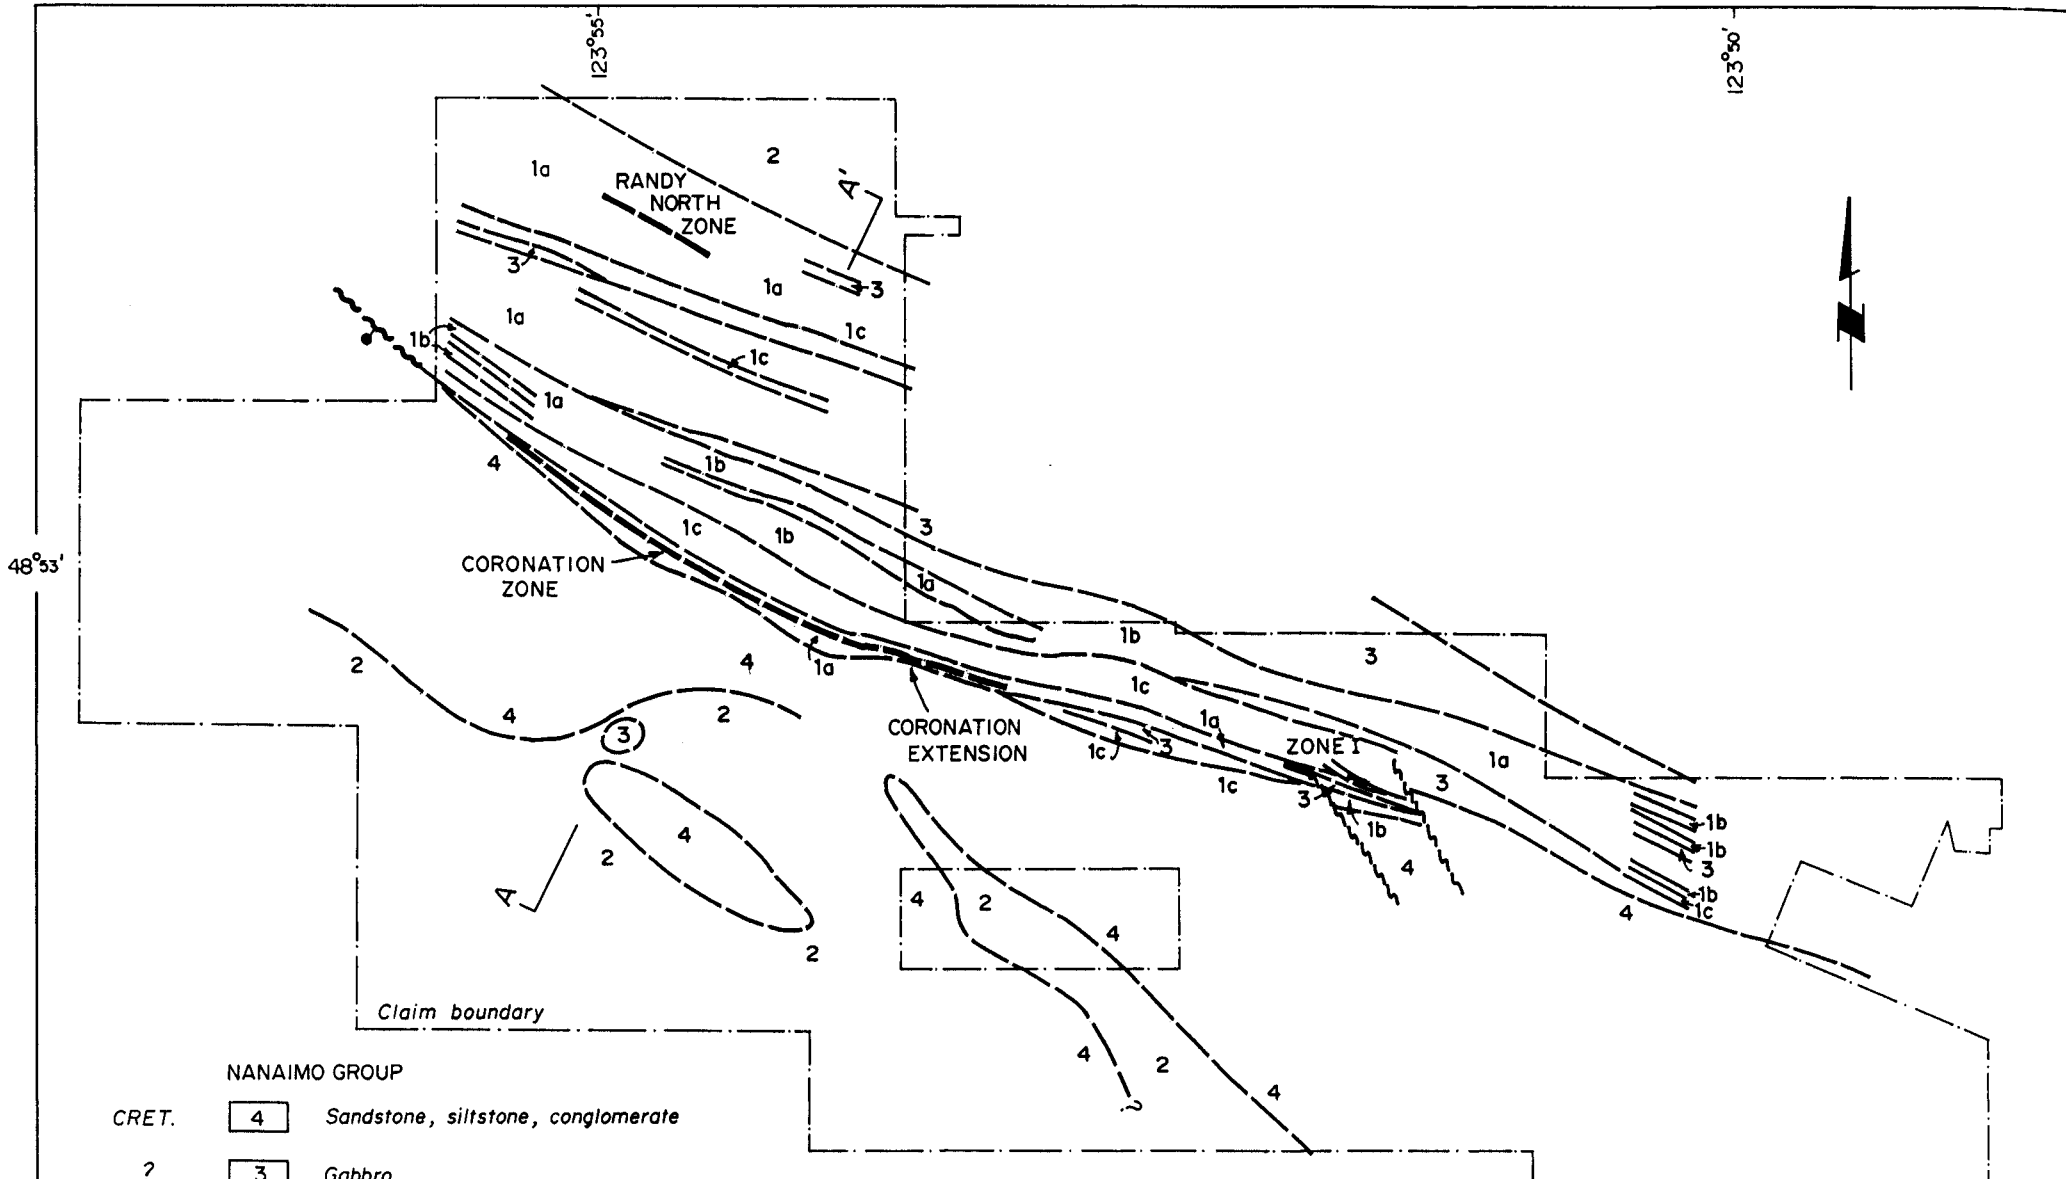 123°55'
123°50'
2
1a
A'
RANDY
NORTH
ZONE
3
1a
3
1a
1c
1b
1c
1a
4
1b
1c
1b
3
48°53'
CORONATION
ZONE
1a
1b
2
4
1a
3
1c
4
2
1a
CORONATION
EXTENSION
3
3
1c
ZONE I
1a
1c
3
3
1b
4
1b
4
2
A
1b
3
4
2
4
1b
1c
4
2
4
Claim boundary
4
2
4
NANAIMO GROUP
CRET.
4
Sandstone, siltstone, conglomerate
?
3
Gabbro
?